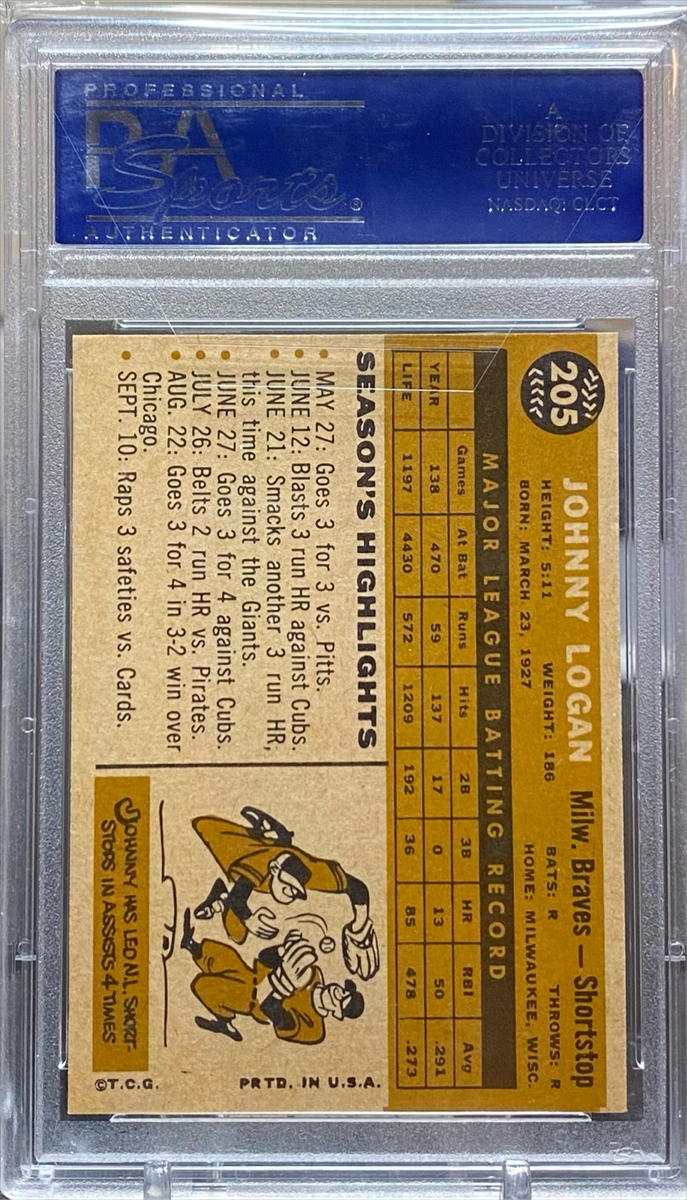 PROFESSIONAL
PSA
Sports®
AUTHENTICATOR
A
DIVISION OF
COLLECTORS
UNIVERSE
NASDAQ: CLCT
205
JOHNNY LOGAN Milw. Braves — Shortstop
HEIGHT: 5:11 WEIGHT: 186 BATS: R THROWS: R
BORN: MARCH 23, 1927 HOME: MILWAUKEE, WISC.
MAJOR LEAGUE BATTING RECORD
Games At Bat Runs Hits 2B 3B HR RBI Avg
YEAR 138 470 59 137 17 0 13 50 .291
LIFE 1197 4430 572 1209 192 36 85 478 .273
SEASON'S HIGHLIGHTS
• MAY 27: Goes 3 for 3 vs. Pitts.
• JUNE 12: Blasts 3 run HR against Cubs.
• JUNE 21: Smacks another 3 run HR,
this time against the Giants.
• JUNE 27: Goes 3 for 4 against Cubs.
• JULY 26: Belts 2 run HR vs. Pirates.
• AUG. 22: Goes 3 for 4 in 3-2 win over
Chicago.
• SEPT. 10: Raps 3 safeties vs. Cards.
JOHNNY HAS LED N.L. SHORT-
STOPS IN ASSISTS 4 TIMES
©T.C.G. PRTD. IN U.S.A.